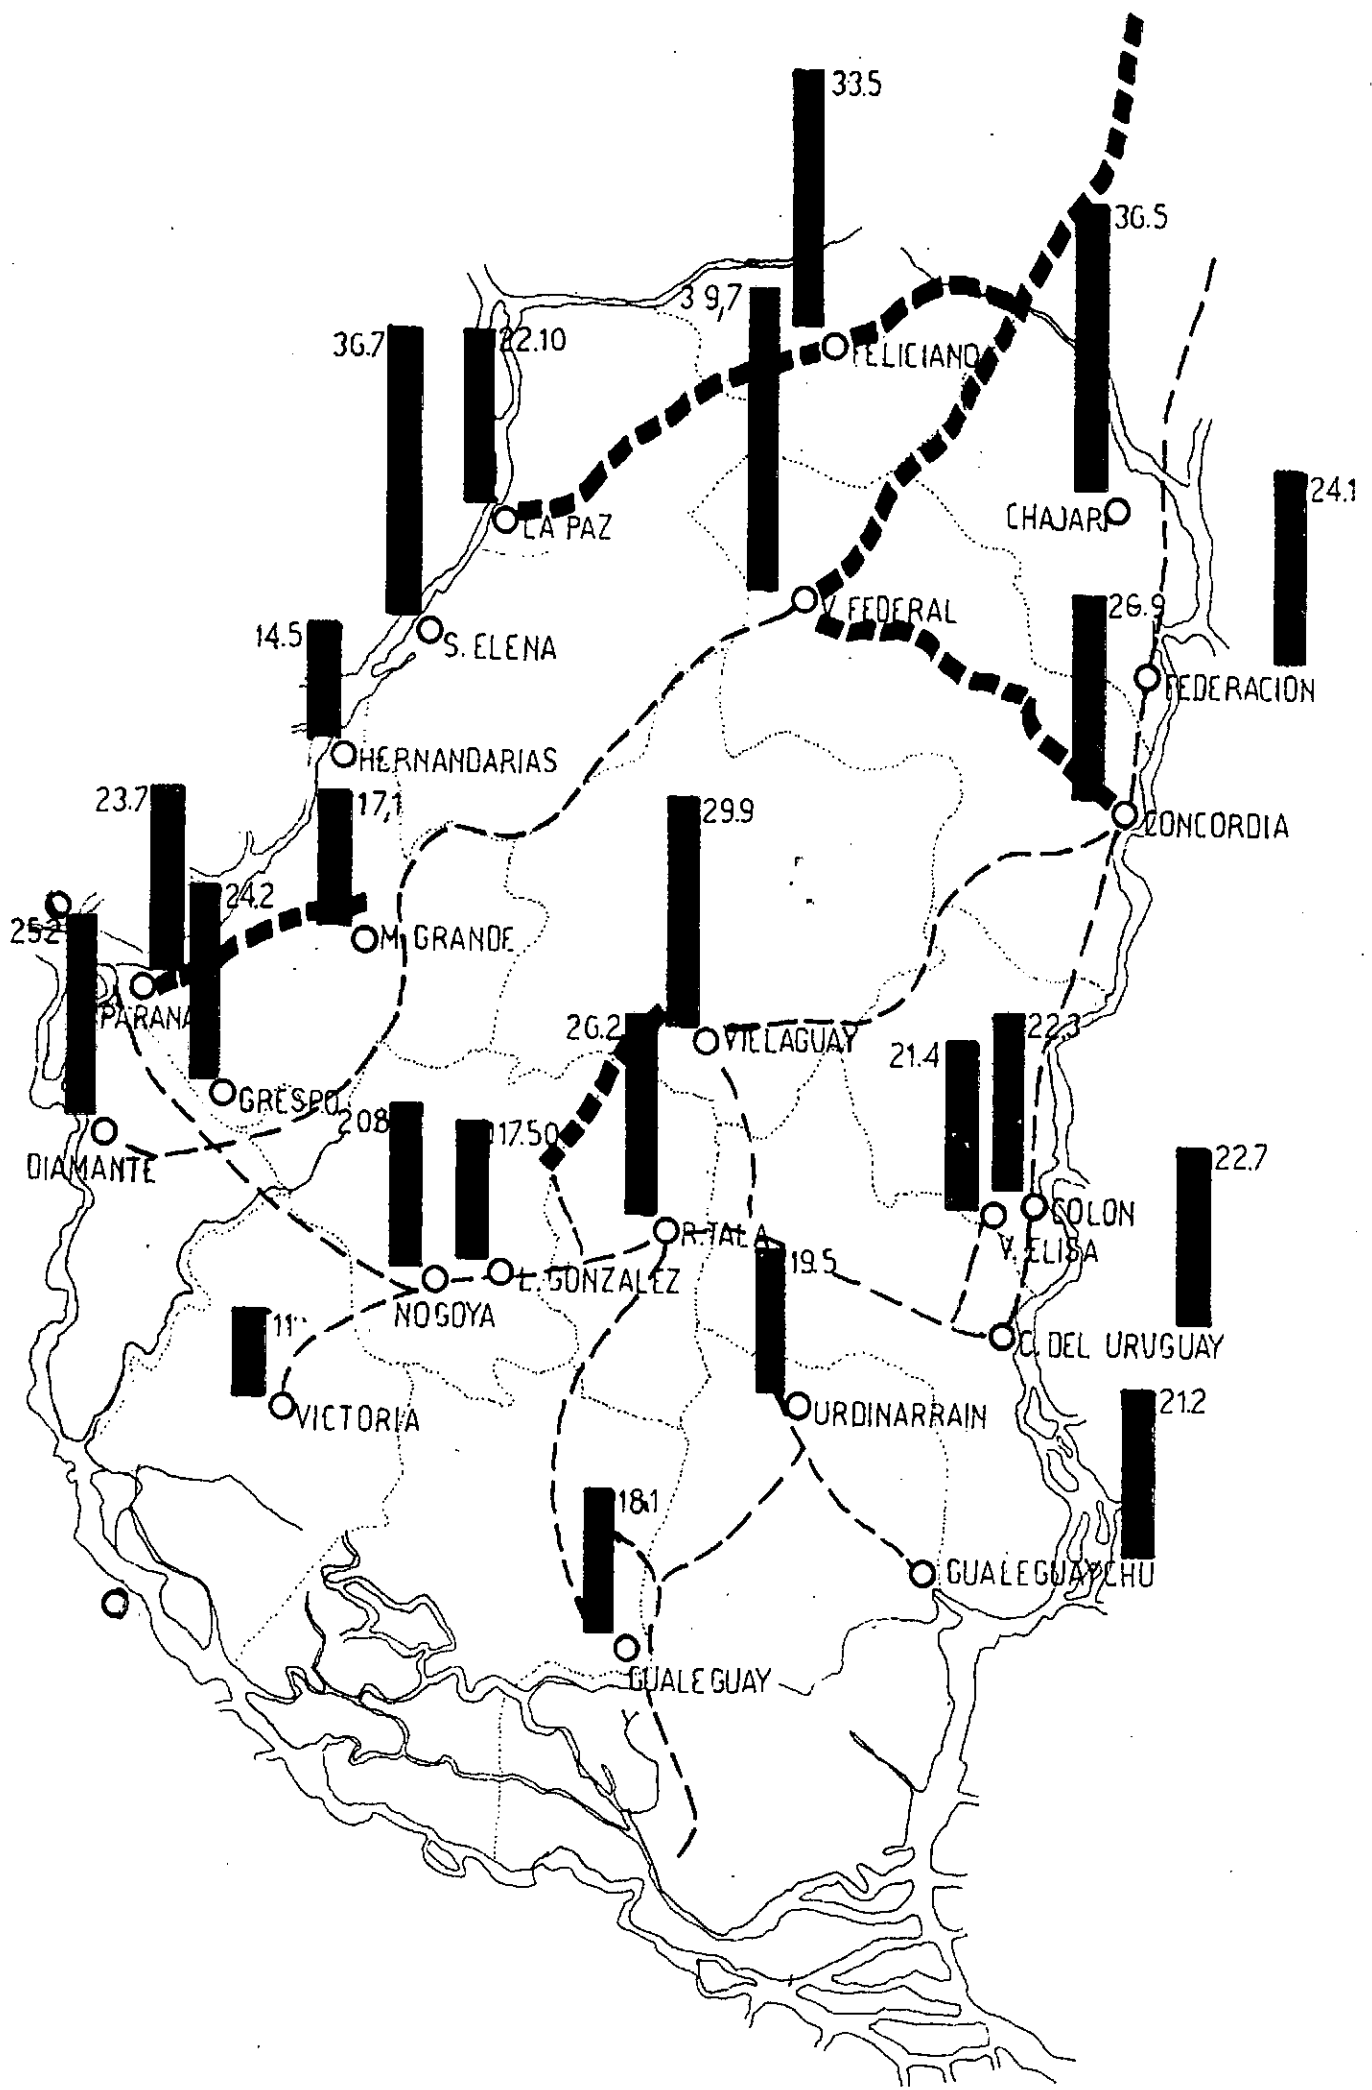 33.5
36.5
39,7
36.7
22.10
FELICIANO
24.1
CHAJARI
LA PAZ
26.9
V. FEDERAL
14.5
S. ELENA
FEDERACION
HERNANDARIAS
23.7
17,1
29.9
CONCORDIA
24.2
252
M. GRANDE
PARANA
26.2
VILLAGUAY
22.3
21.4
CRESPO
208
17.50
DIAMANTE
22.7
COLON
R. TALA
V. ELISA
19.5
L. GONZALEZ
NOGOYA
11
C. DEL URUGUAY
VICTORIA
URDINARRAIN
21.2
18.1
GUALEGUAYCHU
GUALEGUAY